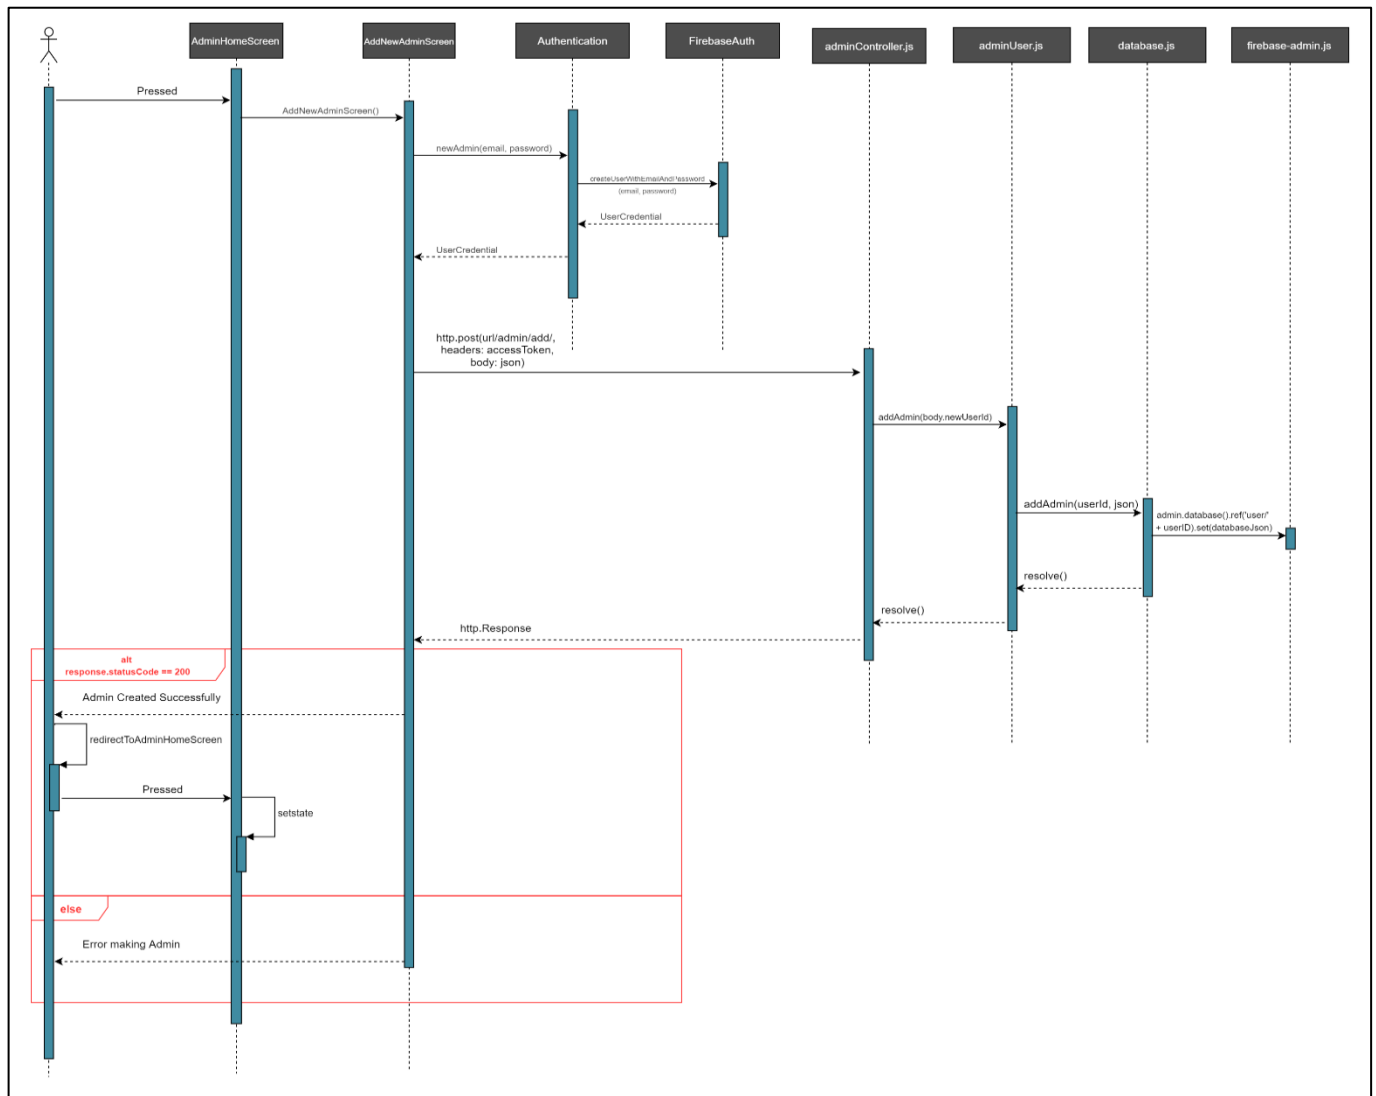 AdminHomeScreen
AddNewAdminScreen
Authentication
FirebaseAuth
adminController.js
adminUser.js
database.js
firebase-admin.js
Pressed
AddNewAdminScreen()
newAdmin(email, password)
createUserWithEmailAndPassword
(email, password)
UserCredential
UserCredential
http.post(url/admin/add/,
headers: accessToken,
body: json)
addAdmin(body.newUserId)
addAdmin(userId, json)
admin.database().ref('user/"
+ userID).set(databaseJson)
resolve()
resolve()
http.Response
alt
response.statusCode == 200
Admin Created Successfully
redirectToAdminHomeScreen
Pressed
setstate
else
Error making Admin